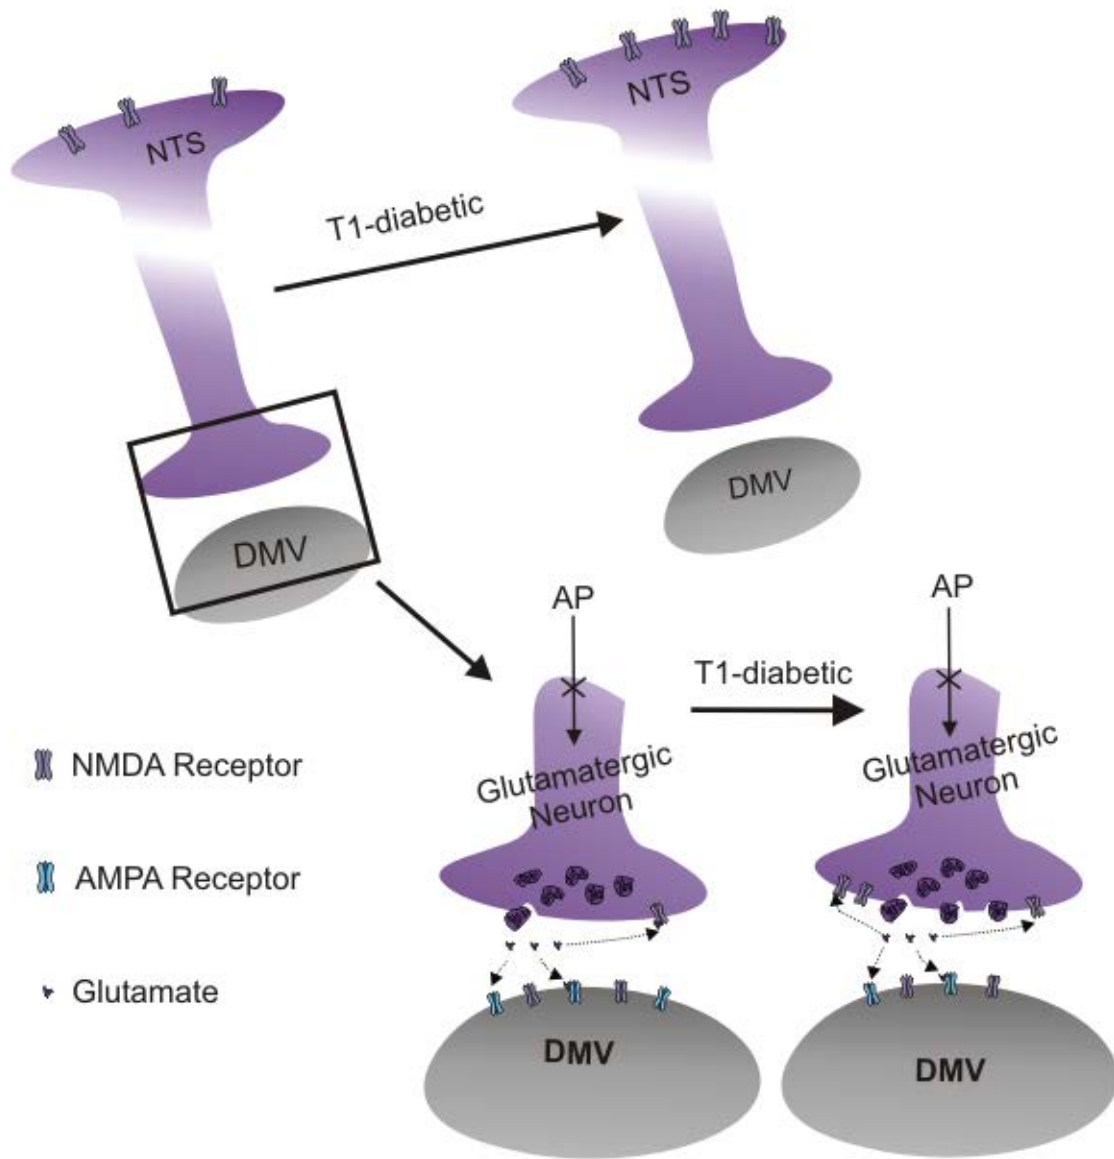 NTS
NTS
T1-diabetic
DMV
DMV
AP
AP
T1-diabetic
NMDA Receptor
Glutamatergic
Neuron
Glutamatergic
Neuron
AMPA Receptor
Glutamate
DMV
DMV